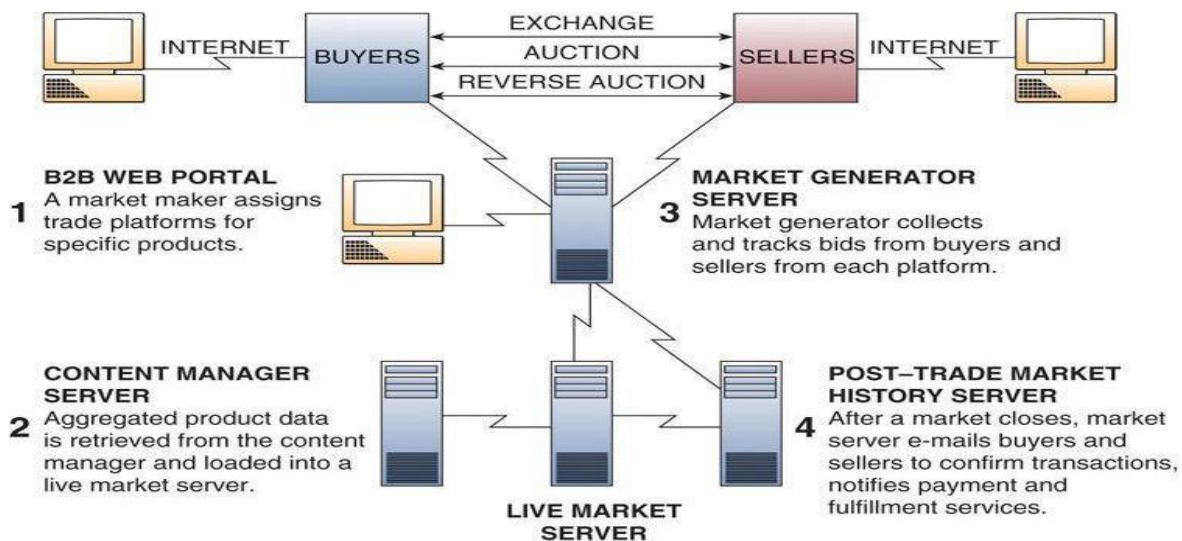 EXCHANGE
INTERNET
BUYERS
AUCTION
SELLERS
INTERNET
REVERSE AUCTION
B2B WEB PORTAL
1
A market maker assigns
trade platforms for
specific products.
MARKET GENERATOR
SERVER
3
Market generator collects
and tracks bids from buyers and
sellers from each platform.
CONTENT MANAGER
SERVER
2
Aggregated product data
is retrieved from the content
manager and loaded into a
live market server.
LIVE MARKET
SERVER
POST–TRADE MARKET
HISTORY SERVER
4
After a market closes, market
server e-mails buyers and
sellers to confirm transactions,
notifies payment and
fulfillment services.